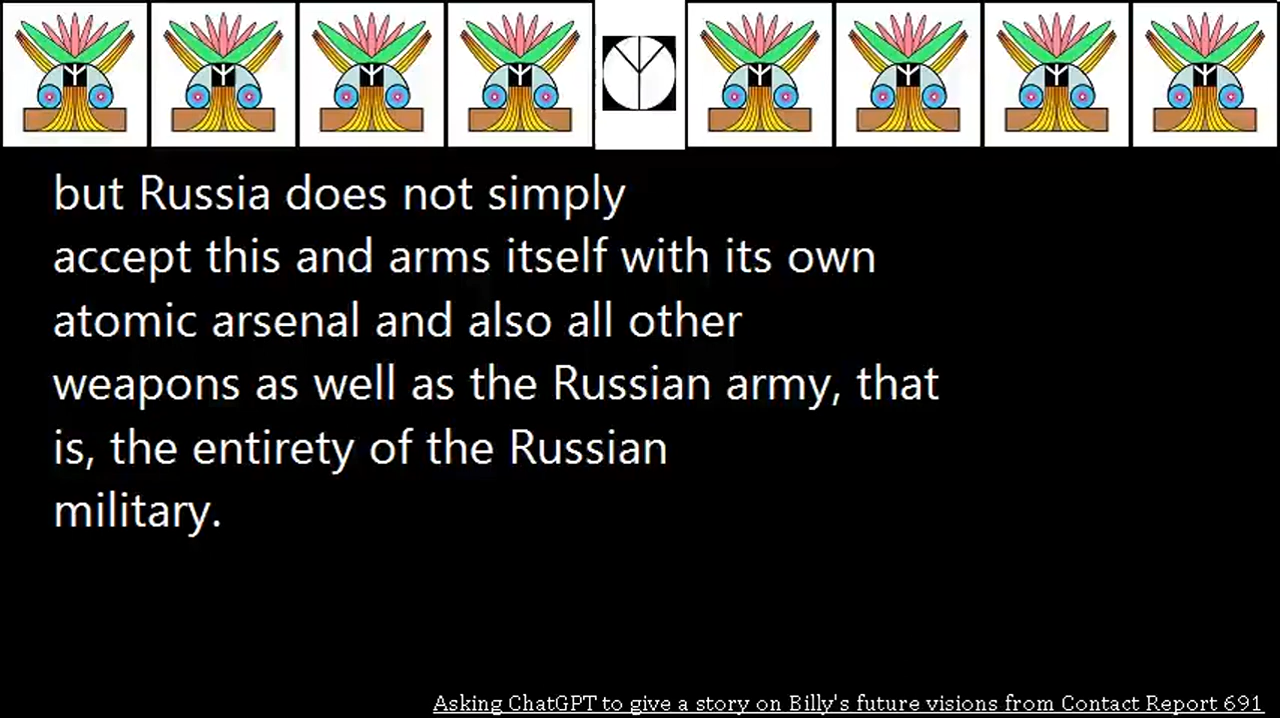 but Russia does not simply
accept this and arms itself with its own
atomic arsenal and also all other
weapons as well as the Russian army, that
is, the entirety of the Russian
military.
Asking ChatGPT to give a story on Billy's future visions from Contact Report 691